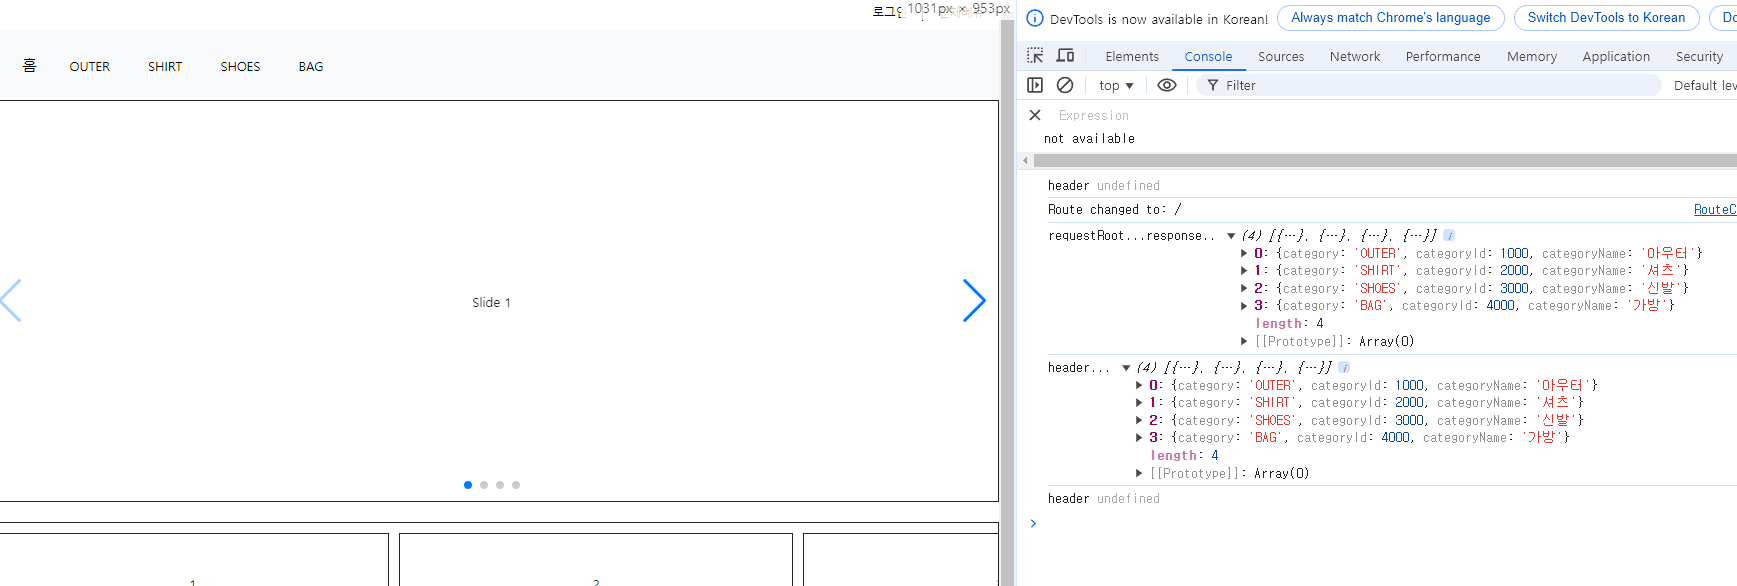 로그인
1031px × 953px
홈 OUTER SHIRT SHOES BAG
Slide 1
1 2
DevTools is now available in Korean! Always match Chrome's language Switch DevTools to Korean Do
Elements Console Sources Network Performance Memory Application Security
top ▼ Filter Default lev
Expression
not available
header undefined
Route changed to: / RouteC
requestRoot...response.. ▼ (4) [{…}, {…}, {…}, {…}] i
▶ 0: {category: 'OUTER', categoryId: 1000, categoryName: '아우터'}
▶ 1: {category: 'SHIRT', categoryId: 2000, categoryName: '셔츠'}
▶ 2: {category: 'SHOES', categoryId: 3000, categoryName: '신발'}
▶ 3: {category: 'BAG', categoryId: 4000, categoryName: '가방'}
length: 4
▶ [[Prototype]]: Array(0)
header... ▼ (4) [{…}, {…}, {…}, {…}] i
▶ 0: {category: 'OUTER', categoryId: 1000, categoryName: '아우터'}
▶ 1: {category: 'SHIRT', categoryId: 2000, categoryName: '셔츠'}
▶ 2: {category: 'SHOES', categoryId: 3000, categoryName: '신발'}
▶ 3: {category: 'BAG', categoryId: 4000, categoryName: '가방'}
length: 4
▶ [[Prototype]]: Array(0)
header undefined